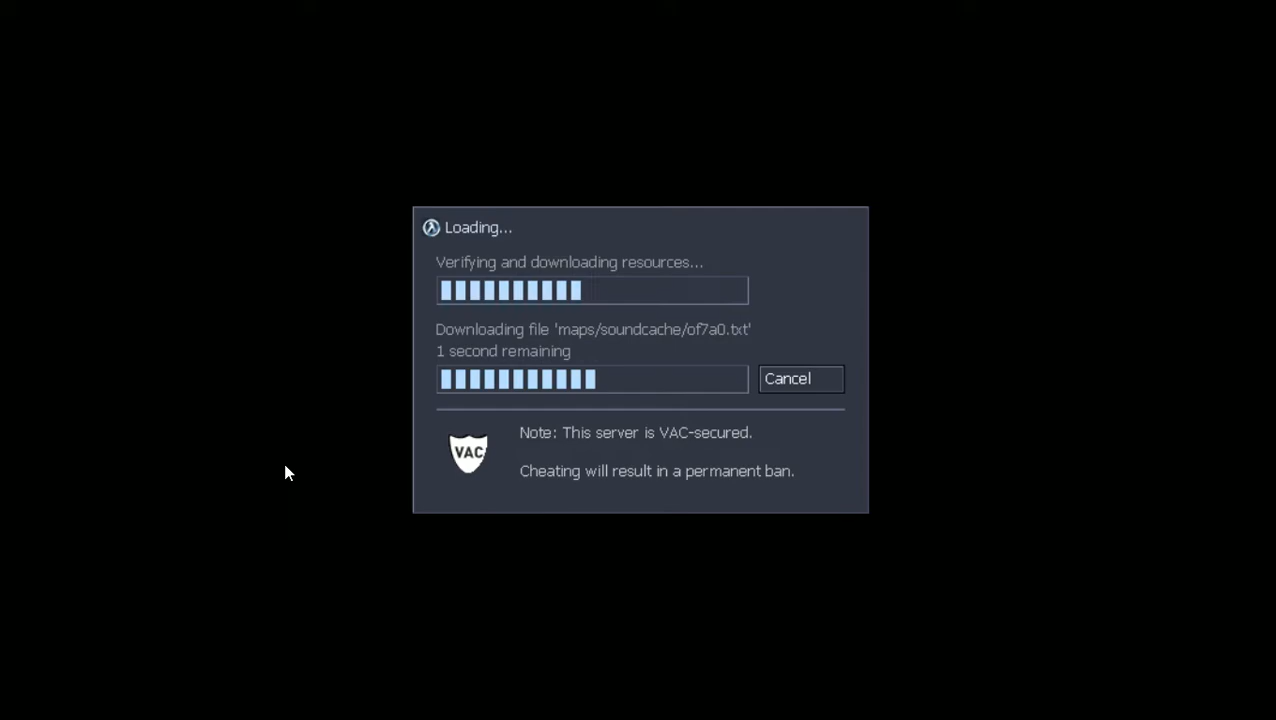 Loading...
Verifying and downloading resources...
Downloading file 'maps/soundcache/of7a0.txt'
1 second remaining
Cancel
Note: This server is VAC-secured.
VAC
Cheating will result in a permanent ban.